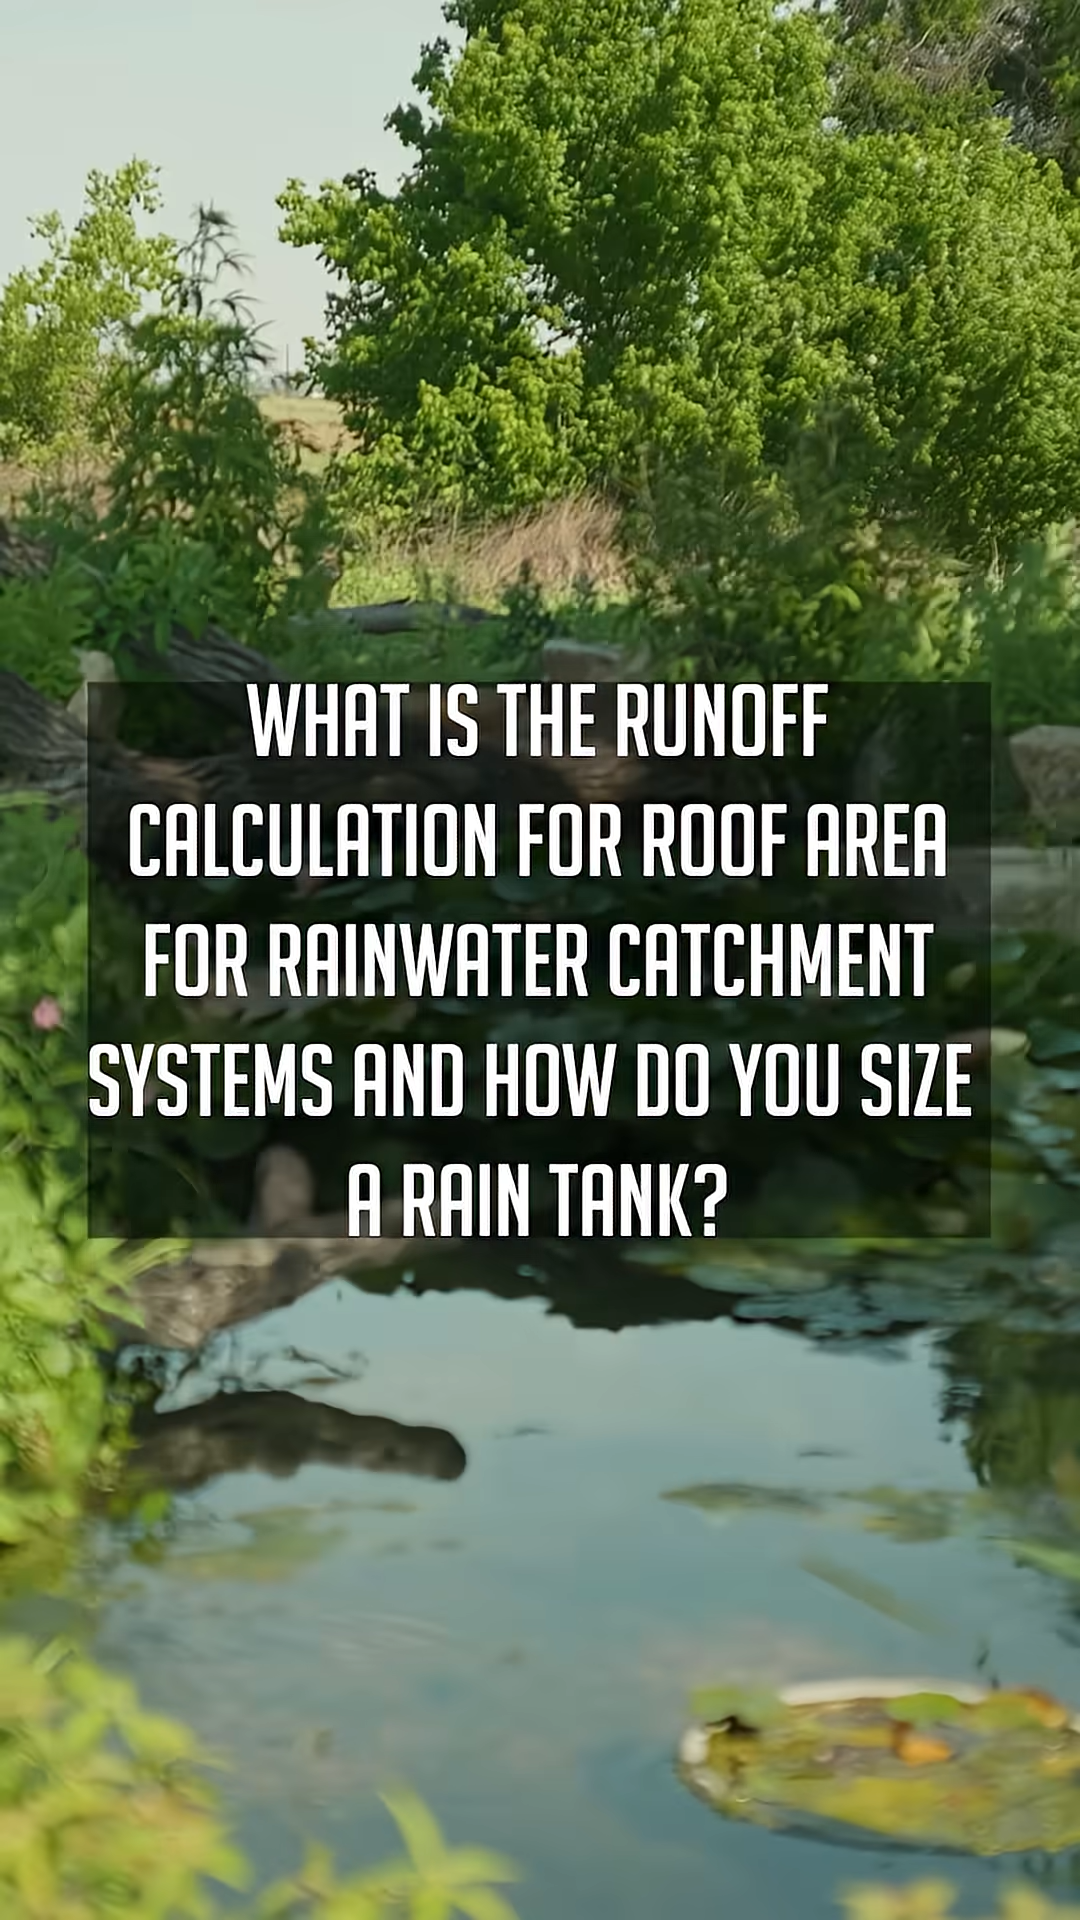 WHAT IS THE RUNOFF
CALCULATION FOR ROOF AREA
FOR RAINWATER CATCHMENT
SYSTEMS AND HOW DO YOU SIZE
A RAIN TANK?